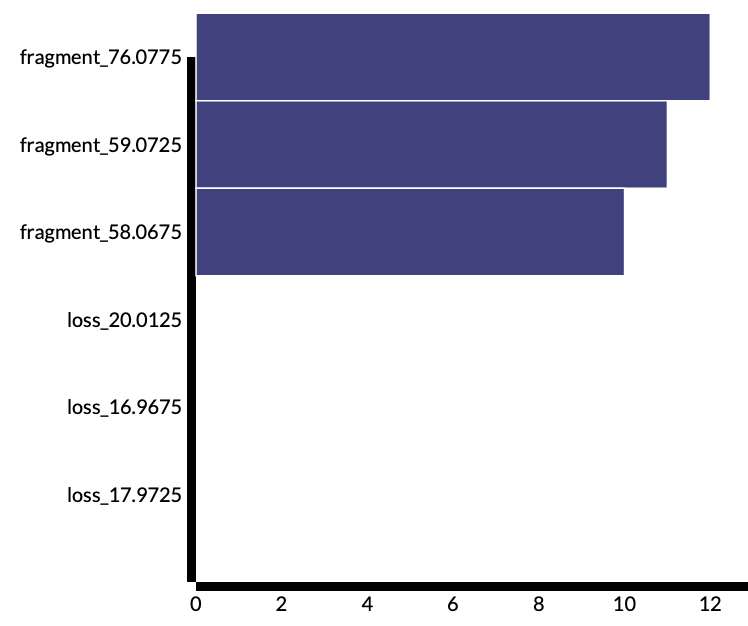 fragment_76.0775
fragment_59.0725
fragment_58.0675
loss_20.0125
loss_16.9675
loss_17.9725
0 2 4 6 8 10 12